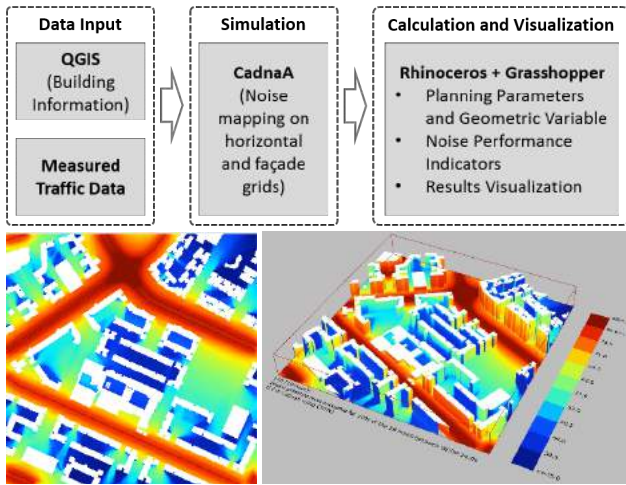 Data Input
QGIS
(Building
Information)
Measured
Traffic Data
Simulation
CadnaA
(Noise
mapping on
horizontal
and façade
grids)
Calculation and Visualization
Rhinoceros + Grasshopper
• Planning Parameters
and Geometric Variable
• Noise Performance
Indicators
• Results Visualization